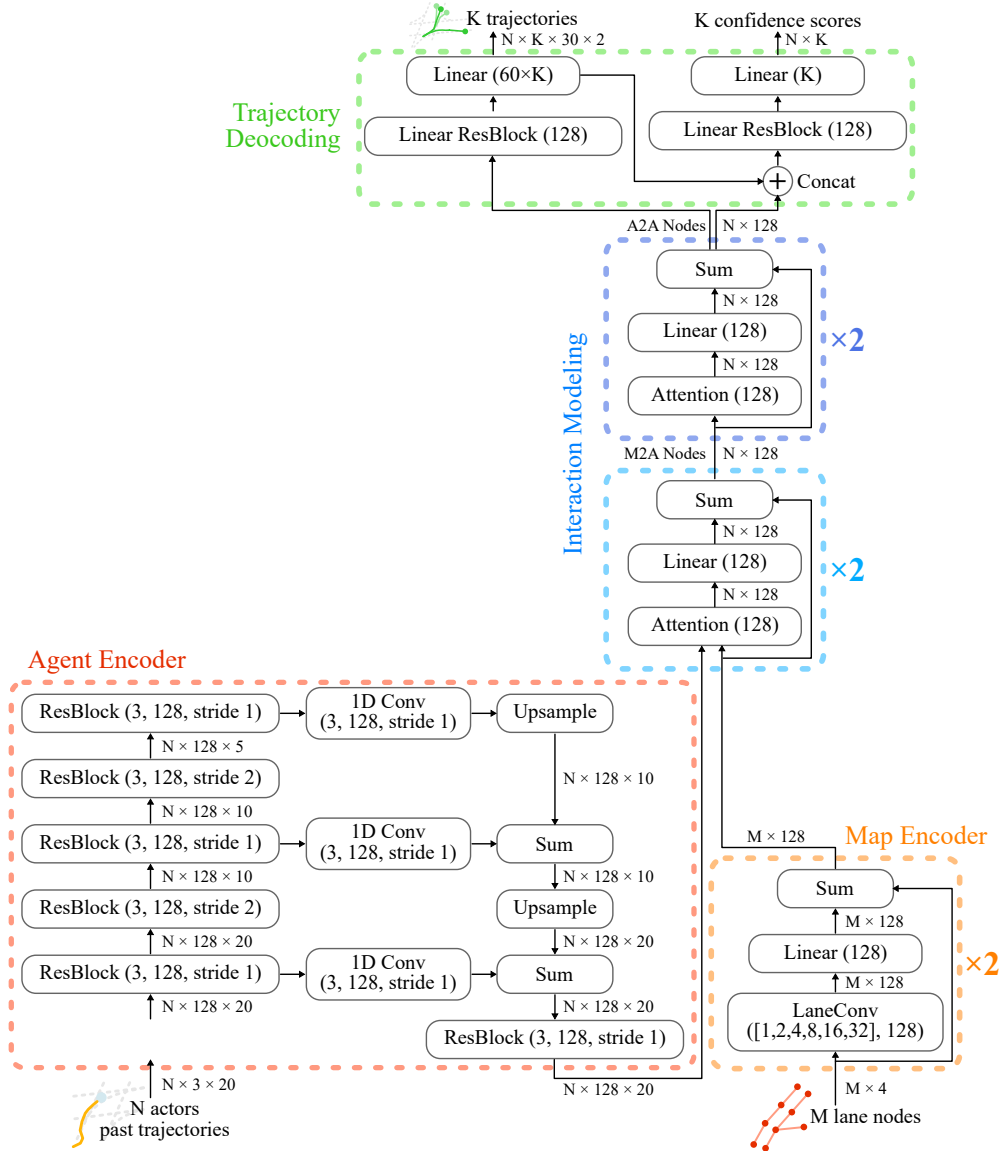 K trajectories
N × K × 30 × 2
K confidence scores
N × K
Trajectory
Deocoding
Linear (60×K)
Linear ResBlock (128)
Linear (K)
Linear ResBlock (128)
+
Concat
A2A Nodes
N × 128
Interaction Modeling
Sum
N × 128
Linear (128)
N × 128
Attention (128)
×2
M2A Nodes
N × 128
Sum
N × 128
Linear (128)
N × 128
Attention (128)
×2
Agent Encoder
ResBlock (3, 128, stride 1)
1D Conv
(3, 128, stride 1)
Upsample
N × 128 × 5
ResBlock (3, 128, stride 2)
N × 128 × 10
N × 128 × 10
ResBlock (3, 128, stride 1)
1D Conv
(3, 128, stride 1)
Sum
N × 128 × 10
N × 128 × 10
ResBlock (3, 128, stride 2)
Upsample
N × 128 × 20
N × 128 × 20
ResBlock (3, 128, stride 1)
1D Conv
(3, 128, stride 1)
Sum
N × 128 × 20
N × 128 × 20
ResBlock (3, 128, stride 1)
N × 3 × 20
N × 128 × 20
N actors
past trajectories
M × 128
Map Encoder
Sum
M × 128
Linear (128)
M × 128
LaneConv
([1,2,4,8,16,32], 128)
×2
M × 4
M lane nodes